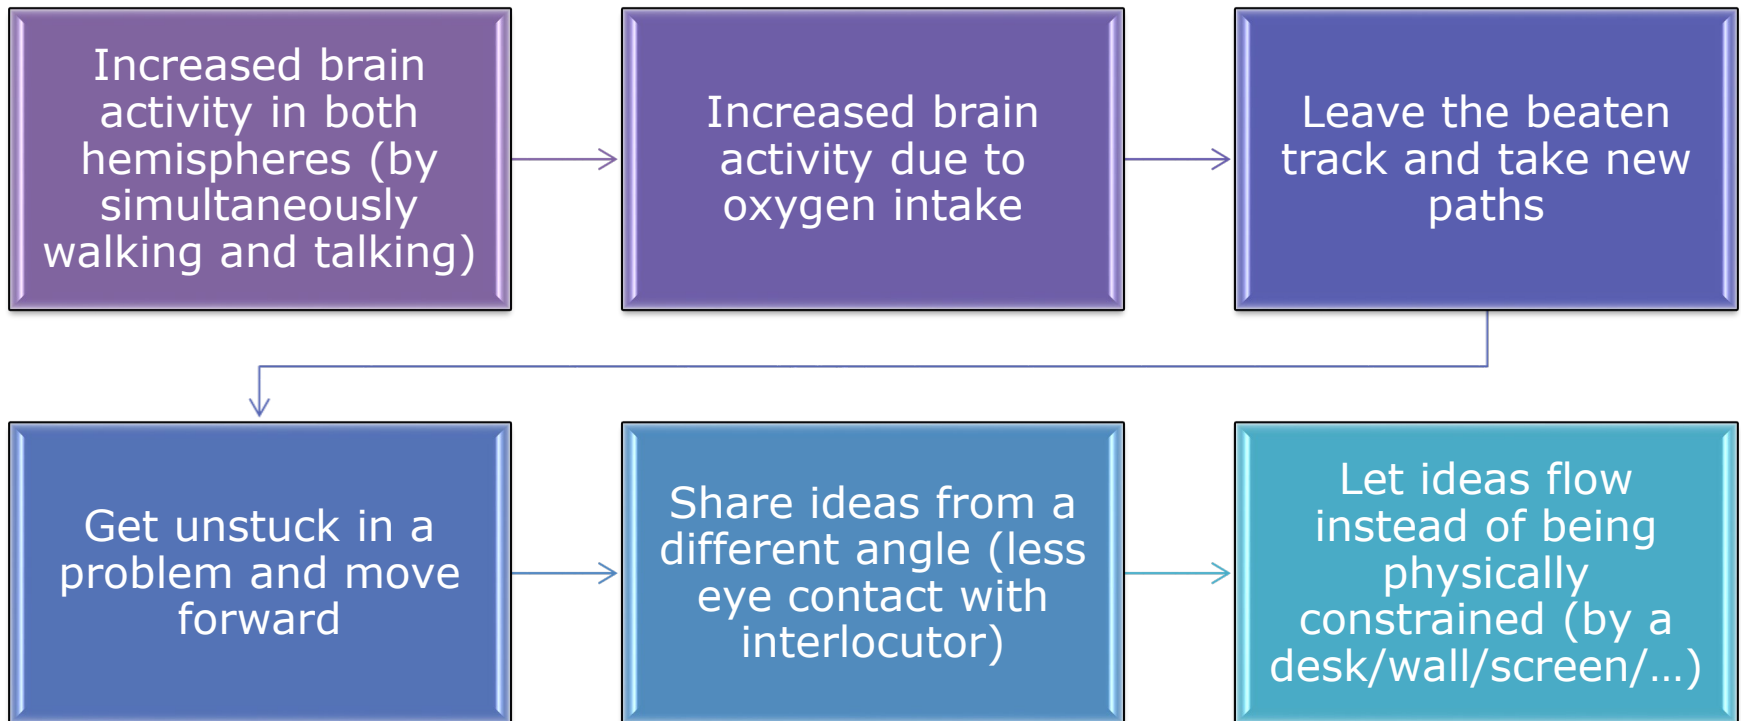 Increased brain
activity in both
hemispheres (by
simultaneously
walking and talking)
Increased brain
activity due to
oxygen intake
Leave the beaten
track and take new
paths
Get unstuck in a
problem and move
forward
Share ideas from a
different angle (less
eye contact with
interlocutor)
Let ideas flow
instead of being
physically
constrained (by a
desk/wall/screen/…)